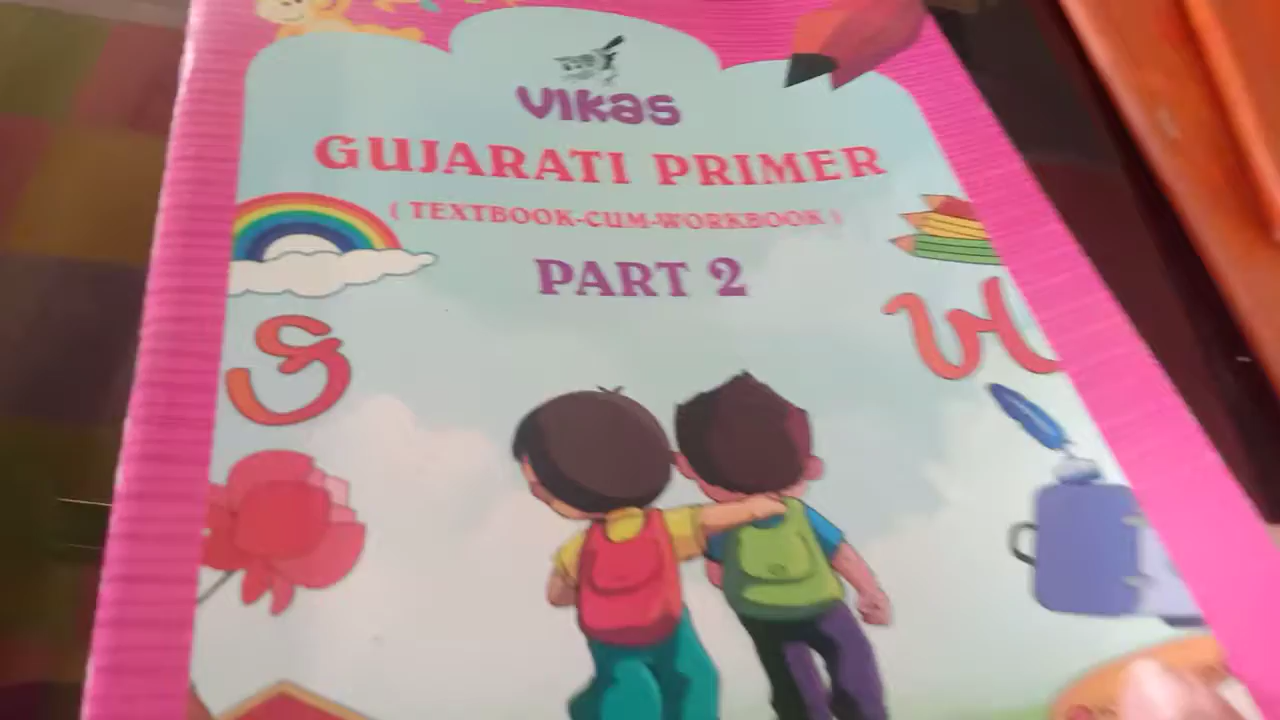 VIKAS
GUJARATI PRIMER
( TEXTBOOK-CUM-WORKBOOK )
PART 2
ક
ખ